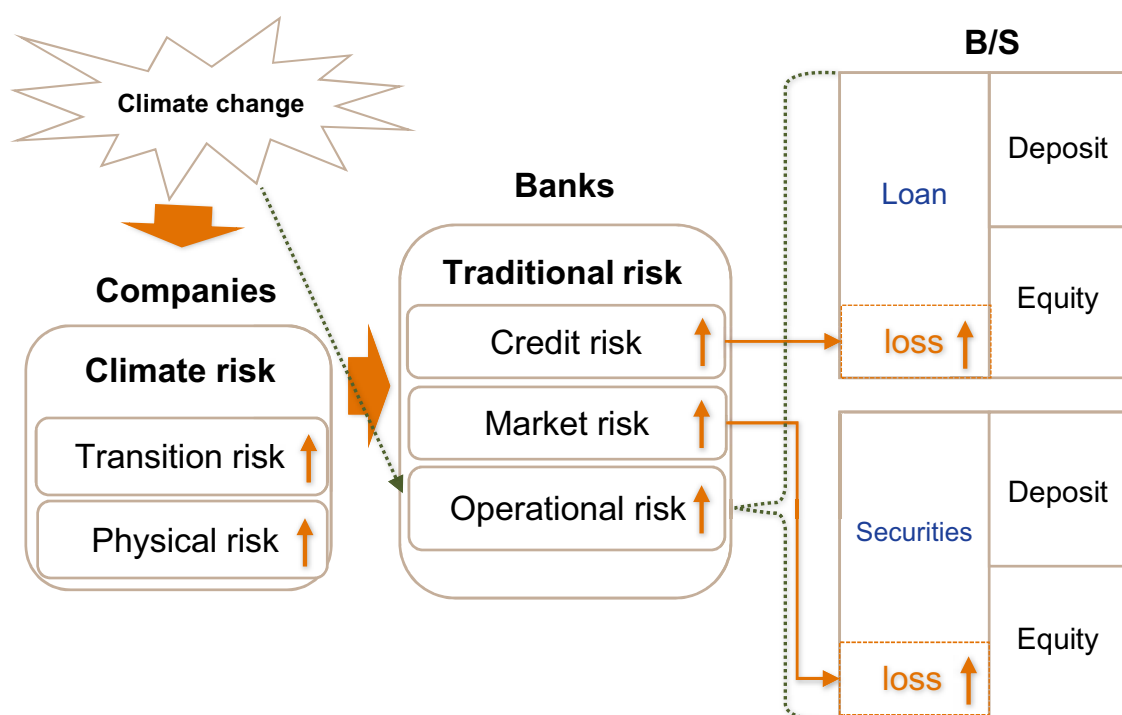 Climate change
Companies
Climate risk
Transition risk
Physical risk
Banks
Traditional risk
Credit risk
Market risk
Operational risk
B/S
Loan
loss
Deposit
Equity
Securities
loss
Deposit
Equity